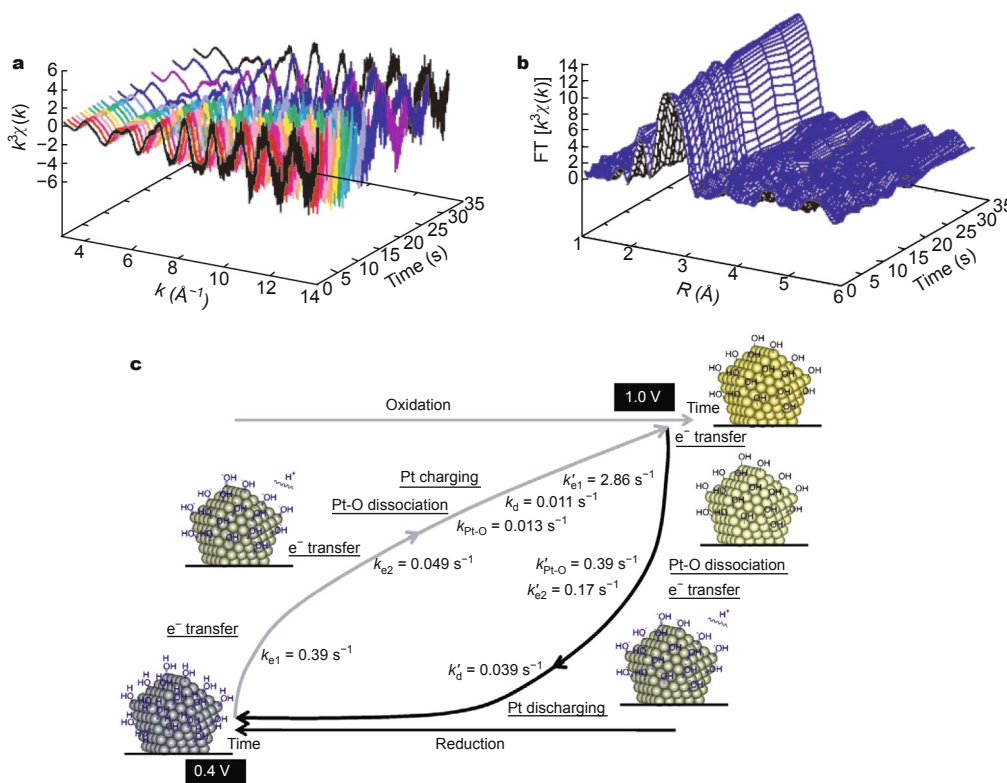 a
6
4
2
0
−2
−4
−6
k³χ(k)
4
6
8
10
12
14
k (Å⁻¹)
0
5
10
15
20
25
30
35
Time (s)
b
14
12
10
8
6
4
2
0
FT [k³χ(k)]
1
2
3
4
5
6
R (Å)
0
5
10
15
20
25
30
35
Time (s)
c
Oxidation
1.0 V
Time
e⁻ transfer
Pt charging
k′e1 = 2.86 s⁻¹
Pt-O dissociation
kd = 0.011 s⁻¹
kPt-O = 0.013 s⁻¹
e⁻ transfer
ke2 = 0.049 s⁻¹
k′Pt-O = 0.39 s⁻¹
Pt-O dissociation
k′e2 = 0.17 s⁻¹
e⁻ transfer
e⁻ transfer
ke1 = 0.39 s⁻¹
k′d = 0.039 s⁻¹
Pt discharging
Time
Reduction
0.4 V
H⁺
H⁺